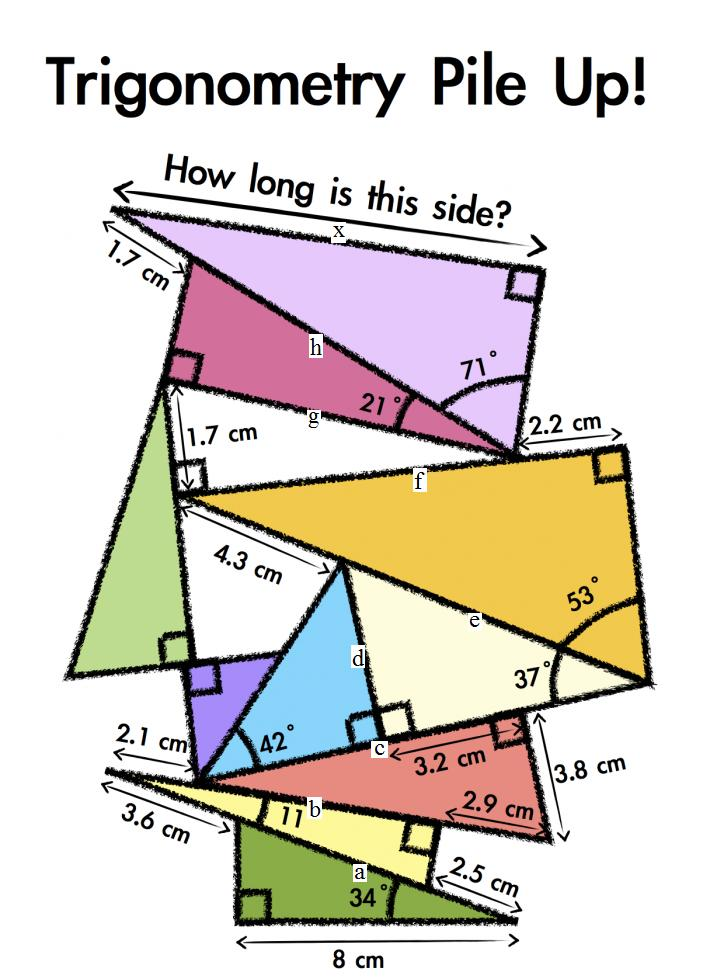 Trigonometry Pile Up!
How long is this side?
x
1.7 cm
h
71°
21°
g
1.7 cm
2.2 cm
f
4.3 cm
53°
e
d
37°
42°
c
3.2 cm
2.1 cm
3.8 cm
2.9 cm
b
11
3.6 cm
a
2.5 cm
34°
8 cm